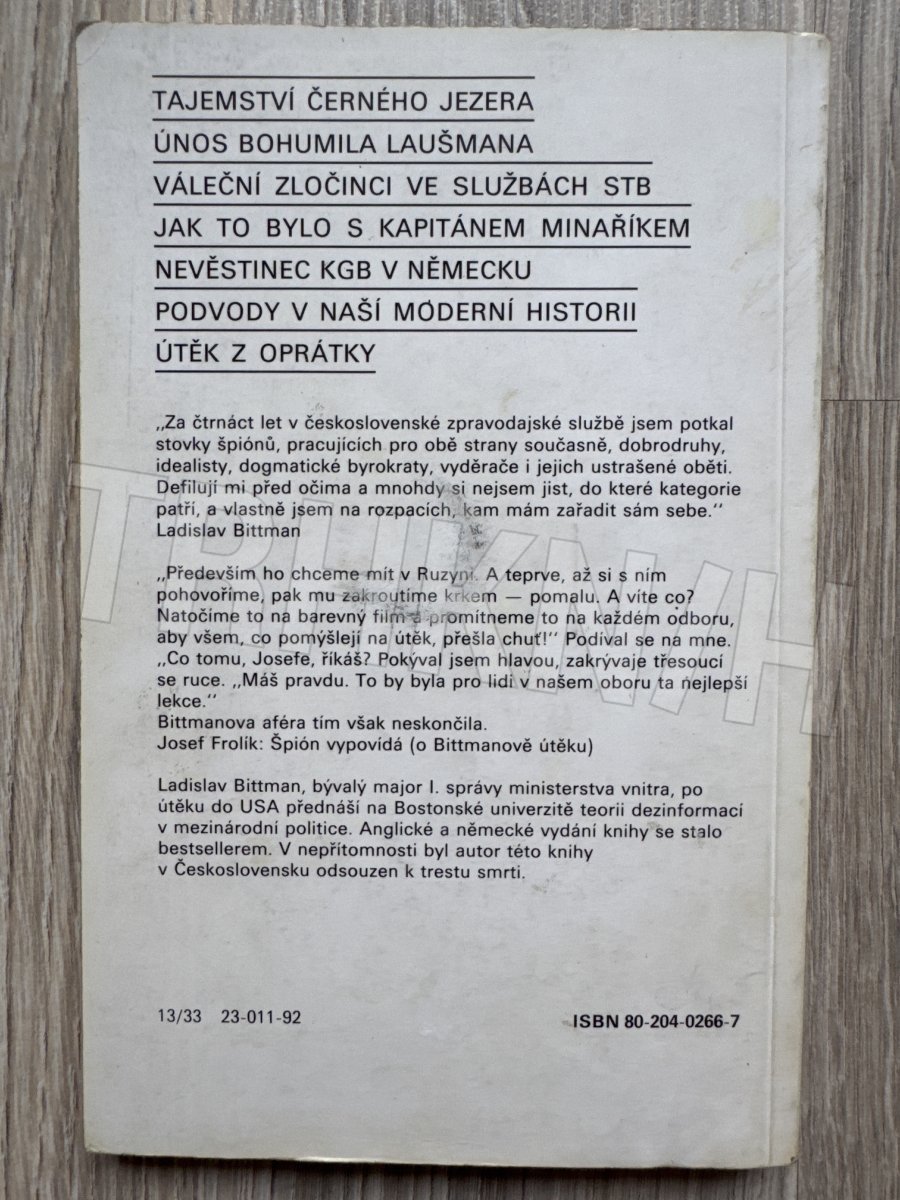 TAJEMSTVÍ ČERNÉHO JEZERA
ÚNOS BOHUMILA LAUŠMANA
VÁLEČNÍ ZLOČINCI VE SLUŽBÁCH STB
JAK TO BYLO S KAPITÁNEM MINAŘÍKEM
NEVĚSTINEC KGB V NĚMECKU
PODVODY V NAŠÍ MODERNÍ HISTORII
ÚTĚK Z OPRÁTKY
„Za čtrnáct let v československé zpravodajské službě jsem potkal
stovky špiónů, pracujících pro obě strany současně, dobrodruhy,
idealisty, dogmatické byrokraty, vyděrače i jejich ustrašené oběti.
Defilují mi před očima a mnohdy si nejsem jist, do které kategorie
patří, a vlastně jsem na rozpacích, kam mám zařadit sám sebe.“
Ladislav Bittman
„Především ho chceme mít v Ruzyni. A teprve, až si s ním
pohovoříme, pak mu zakroutíme krkem — pomalu. A víte co?
Natočíme to na barevný film a promítneme to na každém odboru,
aby všem, co pomýšlejí na útěk, přešla chuť!“ Podíval se na mne.
„Co tomu, Josefe, říkáš? Pokýval jsem hlavou, zakrývaje třesoucí
se ruce. „Máš pravdu. To by byla pro lidi v našem oboru ta nejlepší
lekce.“
Bittmanova aféra tím však neskončila.
Josef Frolík: Špión vypovídá (o Bittmanově útěku)
Ladislav Bittman, bývalý major I. správy ministerstva vnitra, po
útěku do USA přednáší na Bostonské univerzitě teorii dezinformací
v mezinárodní politice. Anglické a německé vydání knihy se stalo
bestsellerem. V nepřítomnosti byl autor této knihy
v Československu odsouzen k trestu smrti.
13/33 23-011-92
ISBN 80-204-0266-7